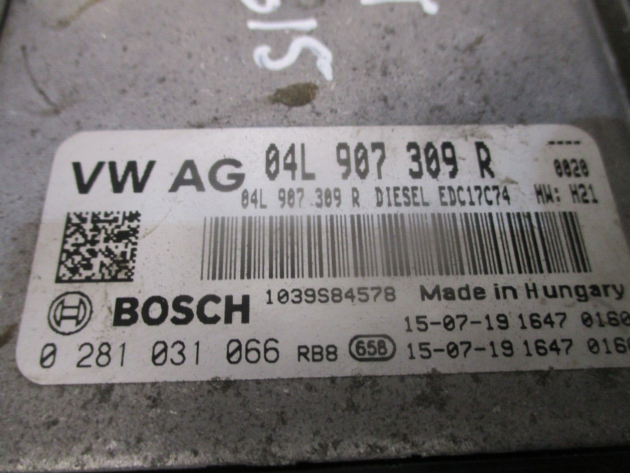 VW AG 04L 907 309 R
0020
04L 907 309 R DIESEL EDC17C74 HW: H21
1039S84578 Made in Hungary
BOSCH
15-07-19 1647 0160
0 281 031 066 RB8 658 15-07-19 1647 016